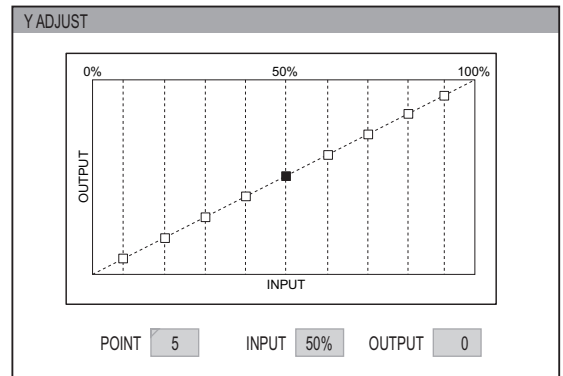 Y ADJUST
0% 50% 100%
OUTPUT
INPUT
POINT 5 INPUT 50% OUTPUT 0